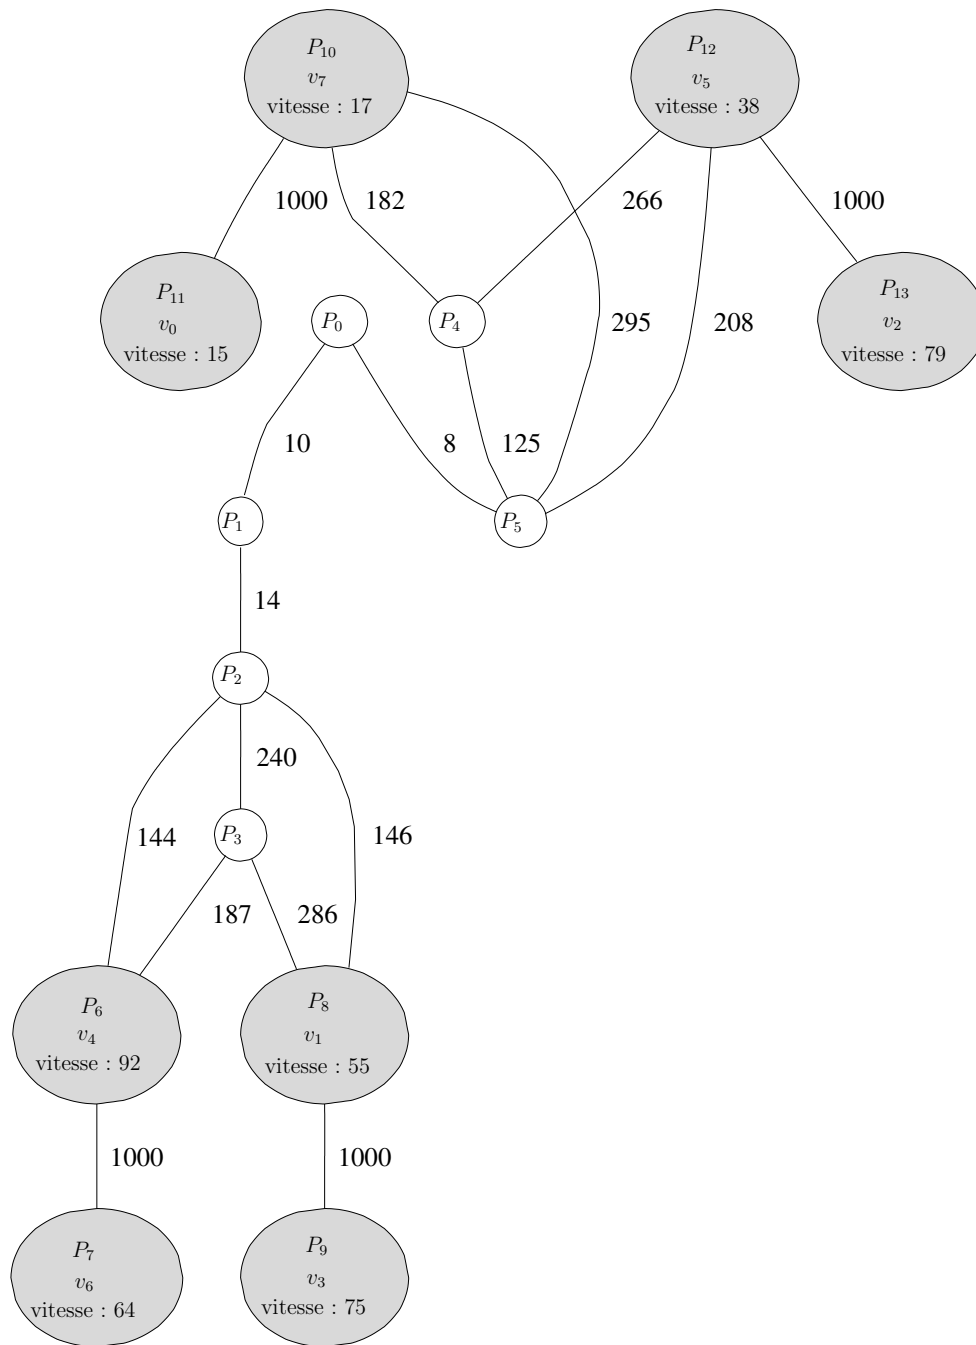 P10
v7
vitesse : 17
P12
v5
vitesse : 38
1000
182
266
1000
P11
v0
vitesse : 15
P0
P4
295
208
P13
v2
vitesse : 79
10
8
125
P1
P5
14
P2
240
144
P3
146
187
286
P6
v4
vitesse : 92
P8
v1
vitesse : 55
1000
1000
P7
v6
vitesse : 64
P9
v3
vitesse : 75